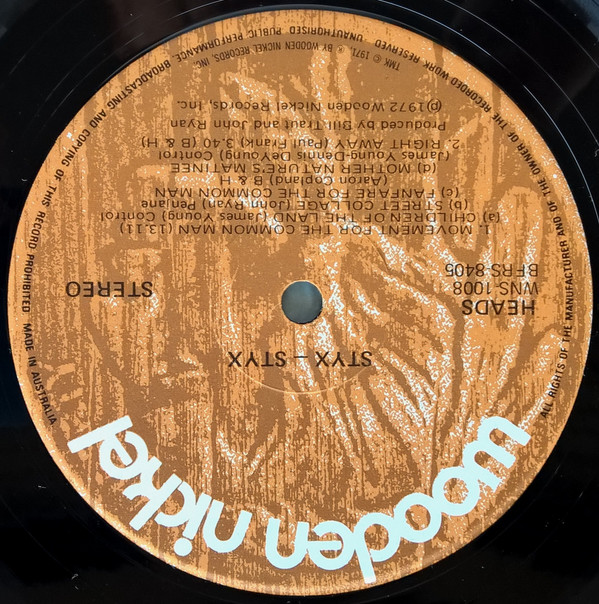 wooden nickel
STYX – STYX
HEADS
WNS 1008
BFRS-8405
STEREO
1. MOVEMENT FOR THE COMMON MAN (13:11)
(a) CHILDREN OF THE LAND (James Young) Control
(b) STREET COLLAGE (John Ryan) Penjane
(c) FANFARE FOR THE COMMON MAN
(Aaron Copland) B & H
(d) MOTHER NATURE'S MATINEE
(James Young-Dennis DeYoung) Control
2. RIGHT AWAY (Paul Frank) 3.40 (B & H)
Produced by Bill Traut and John Ryan
(p)1972 Wooden Nickel Records, Inc.
TMK © 1971, ® BY WOODEN NICKEL RECORDS, INC.
ALL RIGHTS OF THE MANUFACTURER AND OF THE OWNER OF THE RECORDED WORK RESERVED. UNAUTHORISED PUBLIC PERFORMANCE, BROADCASTING AND COPYING OF THIS RECORD PROHIBITED MADE IN AUSTRALIA